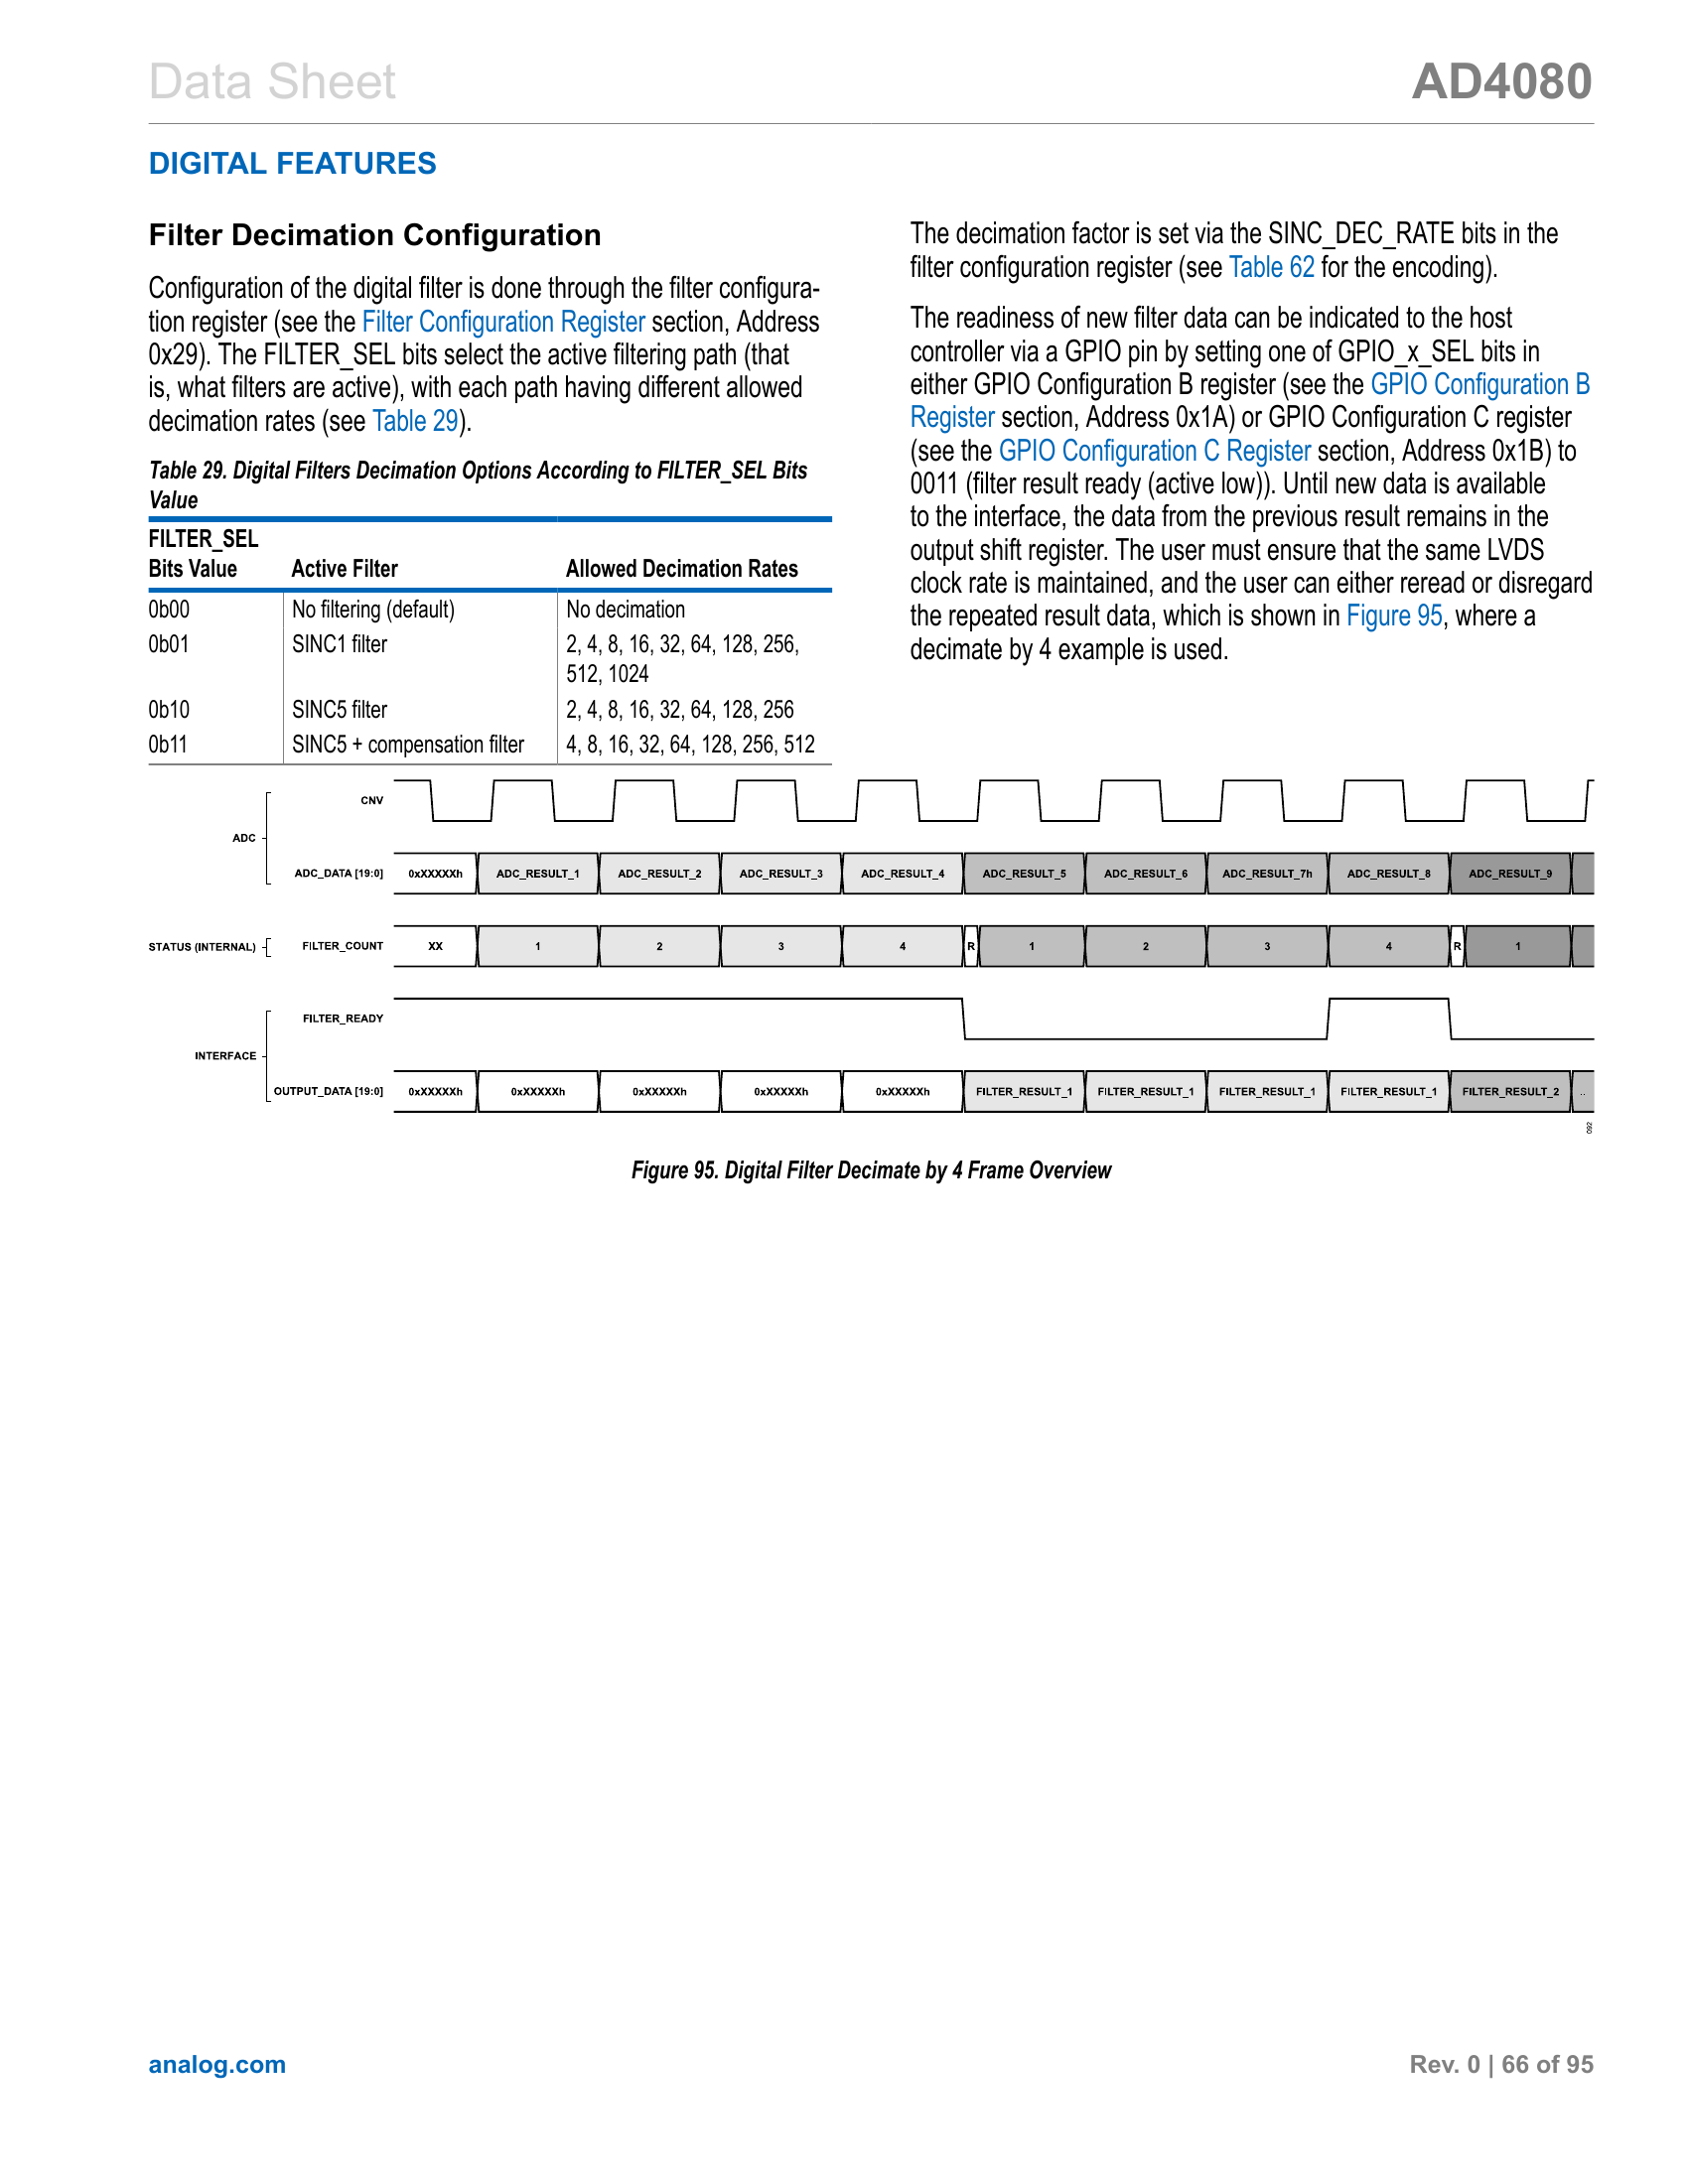 Data Sheet
AD4080
DIGITAL FEATURES
Filter Decimation Configuration
Configuration of the digital filter is done through the filter configura-
tion register (see the Filter Configuration Register section, Address
0x29). The FILTER_SEL bits select the active filtering path (that
is, what filters are active), with each path having different allowed
decimation rates (see Table 29).
Table 29. Digital Filters Decimation Options According to FILTER_SEL Bits
Value
FILTER_SEL
Bits Value Active Filter Allowed Decimation Rates
0b00 No filtering (default) No decimation
0b01 SINC1 filter 2, 4, 8, 16, 32, 64, 128, 256,
512, 1024
0b10 SINC5 filter 2, 4, 8, 16, 32, 64, 128, 256
0b11 SINC5 + compensation filter 4, 8, 16, 32, 64, 128, 256, 512
The decimation factor is set via the SINC_DEC_RATE bits in the
filter configuration register (see Table 62 for the encoding).
The readiness of new filter data can be indicated to the host
controller via a GPIO pin by setting one of GPIO_x_SEL bits in
either GPIO Configuration B register (see the GPIO Configuration B
Register section, Address 0x1A) or GPIO Configuration C register
(see the GPIO Configuration C Register section, Address 0x1B) to
0011 (filter result ready (active low)). Until new data is available
to the interface, the data from the previous result remains in the
output shift register. The user must ensure that the same LVDS
clock rate is maintained, and the user can either reread or disregard
the repeated result data, which is shown in Figure 95, where a
decimate by 4 example is used.
CNV
ADC
ADC_DATA [19:0] 0xXXXXXh ADC_RESULT_1 ADC_RESULT_2 ADC_RESULT_3 ADC_RESULT_4 ADC_RESULT_5 ADC_RESULT_6 ADC_RESULT_7h ADC_RESULT_8 ADC_RESULT_9
STATUS (INTERNAL) FILTER_COUNT XX 1 2 3 4 R 1 2 3 4 R 1
FILTER_READY
INTERFACE
OUTPUT_DATA [19:0] 0xXXXXXh 0xXXXXXh 0xXXXXXh 0xXXXXXh 0xXXXXXh FILTER_RESULT_1 FILTER_RESULT_1 FILTER_RESULT_1 FILTER_RESULT_1 FILTER_RESULT_2 ..
092
Figure 95. Digital Filter Decimate by 4 Frame Overview
analog.com
Rev. 0 | 66 of 95